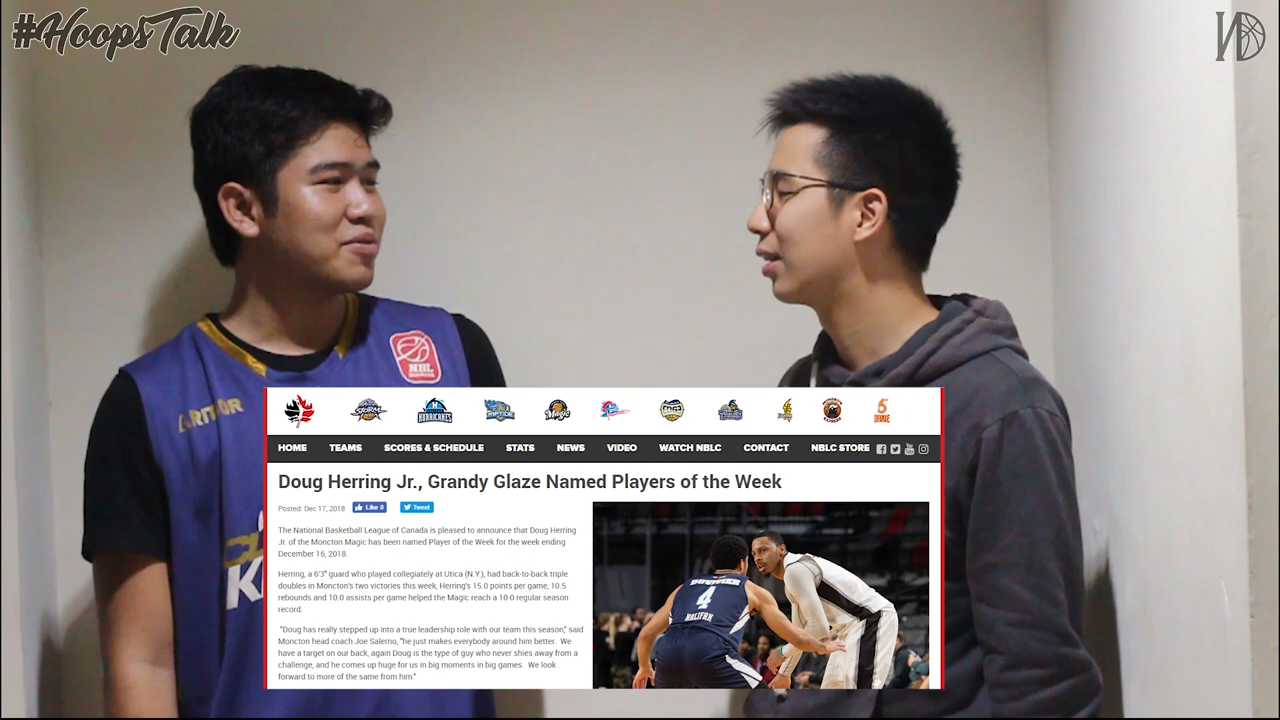 #HoopsTalk
NBL
HURRICANES
HOME TEAMS SCORES & SCHEDULE STATS NEWS VIDEO WATCH NBLC CONTACT NBLC STORE
Doug Herring Jr., Grandy Glaze Named Players of the Week
Posted: Dec 17, 2018 Like 0 Tweet
The National Basketball League of Canada is pleased to announce that Doug Herring
Jr. of the Moncton Magic has been named Player of the Week for the week ending
December 16, 2018.
Herring, a 6'3" guard who played collegiately at Utica (N.Y.), had back-to-back triple
doubles in Moncton's two victories this week, Herring's 15.0 points per game, 10.5
rebounds and 10.0 assists per game helped the Magic reach a 10-0 regular season
record.
"Doug has really stepped up into a true leadership role with our team this season," said
Moncton head coach Joe Salerno, "he just makes everybody around him better. We
have a target on our back, again Doug is the type of guy who never shies away from a
challenge, and he comes up huge for us in big moments in big games. We look
forward to more of the same from him."
4
HALIFAX